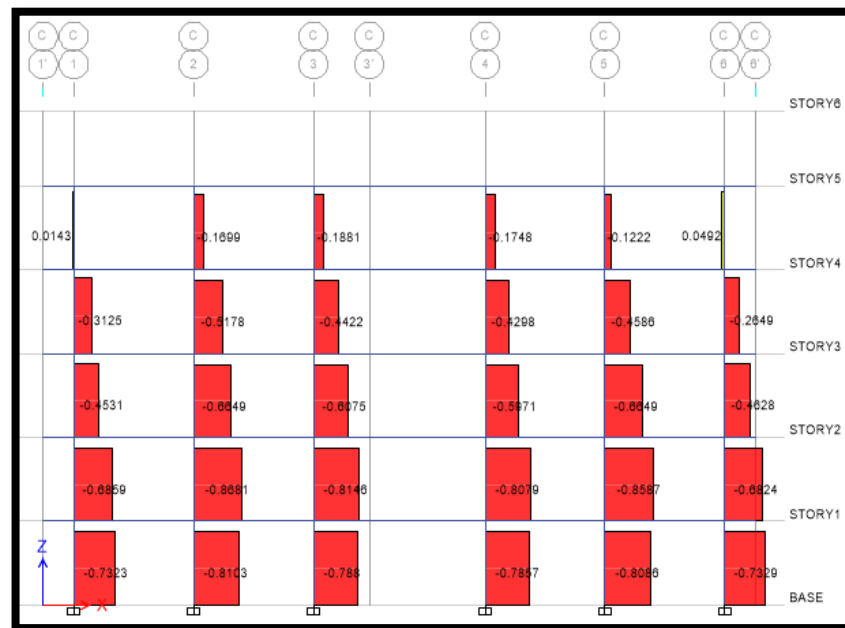 C C C C C C C C C
1' 1 2 3 3' 4 5 6 6'
STORY6
STORY5
0.0143 -0.1699 -0.1881 -0.1748 -0.1222 0.0492
STORY4
-0.3125 -0.5178 -0.4422 -0.4298 -0.4586 -0.2649
STORY3
-0.4531 -0.6649 -0.6075 -0.5971 -0.6649 -0.4628
STORY2
-0.6859 -0.8681 -0.8146 -0.8079 -0.8587 -0.6824
STORY1
Z
-0.7323 -0.8103 -0.788 -0.7857 -0.8086 -0.7329
BASE
X